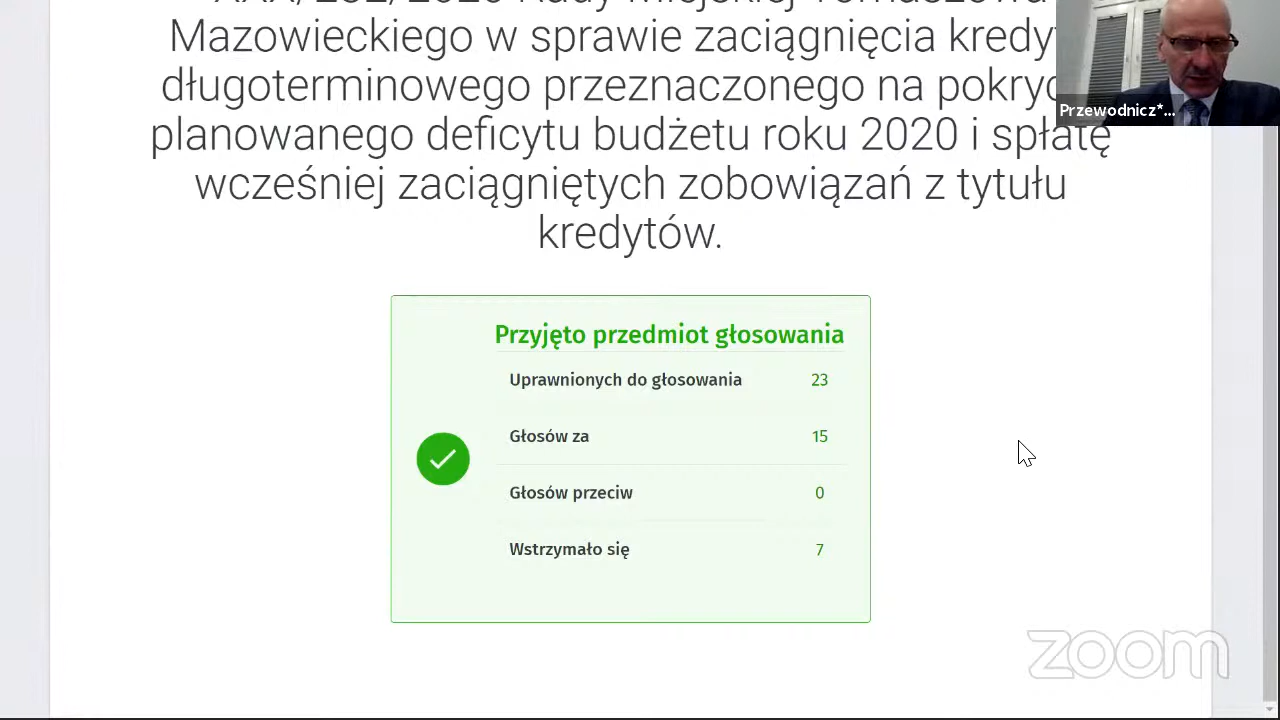 Mazowieckiego w sprawie zaciągnięcia
długoterminowego przeznaczonego na
planowanego deficytu budżetu roku 2020 i spłatę
wcześniej zaciągniętych zobowiązań z tytułu
kredytów.
Przewodnicz*...
Przyjęto przedmiot głosowania
Uprawnionych do głosowania 23
Głosów za 15
Głosów przeciw 0
Wstrzymało się 7
zoom